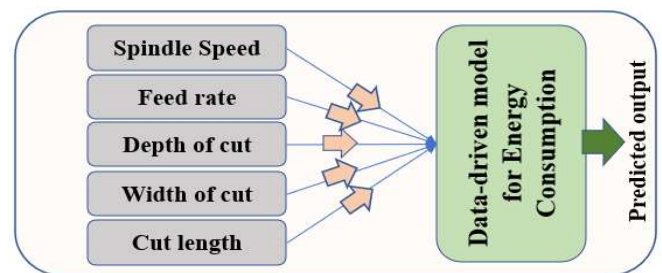 Spindle Speed
Feed rate
Depth of cut
Width of cut
Cut length
Data-driven model
for Energy
Consumption
Predicted output